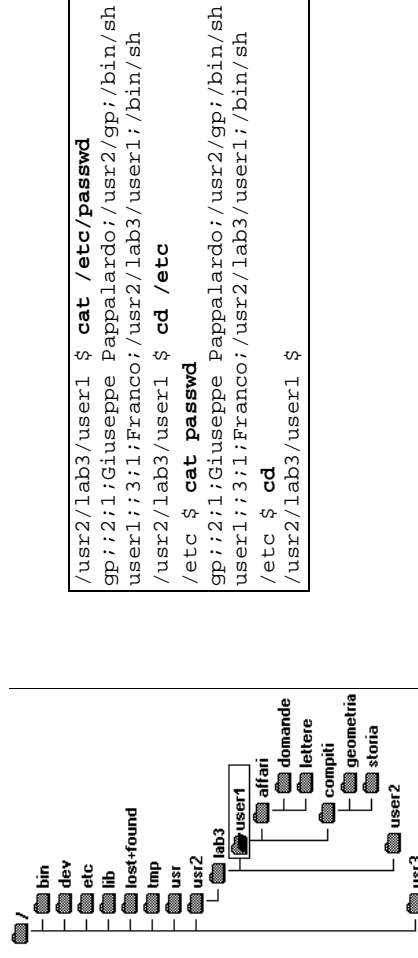 /usr2/lab3/user1 $ cat /etc/passwd
gp;;2;1;Giuseppe Pappalardo;/usr2/gp;/bin/sh
user1;;3;1;Franco;/usr2/lab3/user1;/bin/sh
/usr2/lab3/user1 $ cd /etc
/etc $ cat passwd
gp;;2;1;Giuseppe Pappalardo;/usr2/gp;/bin/sh
user1;;3;1;Franco;/usr2/lab3/user1;/bin/sh
/etc $ cd
/usr2/lab3/user1 $
/
bin
dev
etc
lib
lost+found
tmp
usr
usr2
lab3
user1
affari
domande
lettere
compiti
geometria
storia
user2
usr3